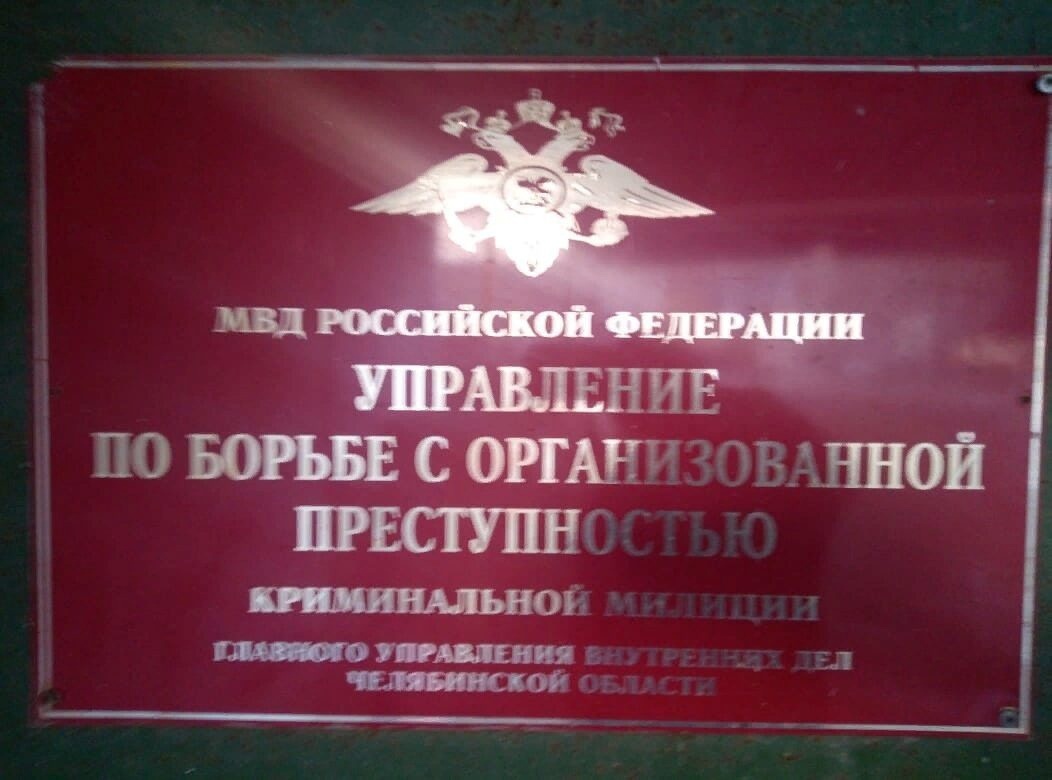 МВД РОССИЙСКОЙ ФЕДЕРАЦИИ
УПРАВЛЕНИЕ
ПО БОРЬБЕ С ОРГАНИЗОВАННОЙ
ПРЕСТУПНОСТЬЮ
КРИМИНАЛЬНОЙ МИЛИЦИИ
ГЛАВНОГО УПРАВЛЕНИЯ ВНУТРЕННИХ ДЕЛ
ЧЕЛЯБИНСКОЙ ОБЛАСТИ